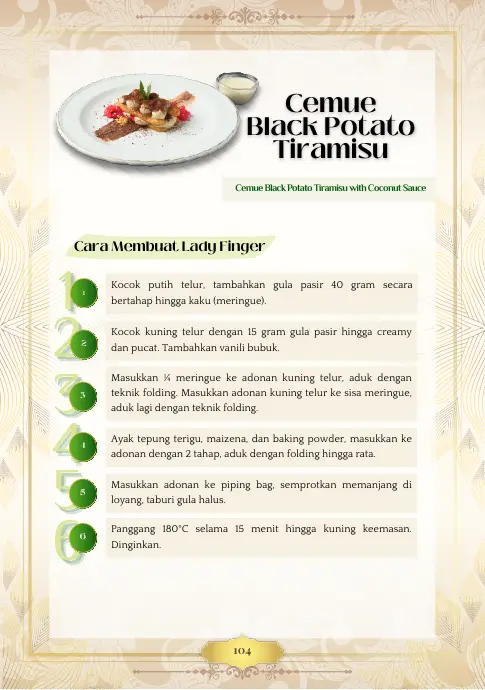 Cemue
Black Potato
Tiramisu
Cemue Black Potato Tiramisu with Coconut Sauce
Cara Membuat Lady Finger
1
Kocok putih telur, tambahkan gula pasir 40 gram secara
bertahap hingga kaku (meringue).
2
Kocok kuning telur dengan 15 gram gula pasir hingga creamy
dan pucat. Tambahkan vanili bubuk.
3
Masukkan ¼ meringue ke adonan kuning telur, aduk dengan
teknik folding. Masukkan adonan kuning telur ke sisa meringue,
aduk lagi dengan teknik folding.
4
Ayak tepung terigu, maizena, dan baking powder, masukkan ke
adonan dengan 2 tahap, aduk dengan folding hingga rata.
5
Masukkan adonan ke piping bag, semprotkan memanjang di
loyang, taburi gula halus.
6
Panggang 180°C selama 15 menit hingga kuning keemasan.
Dinginkan.
104